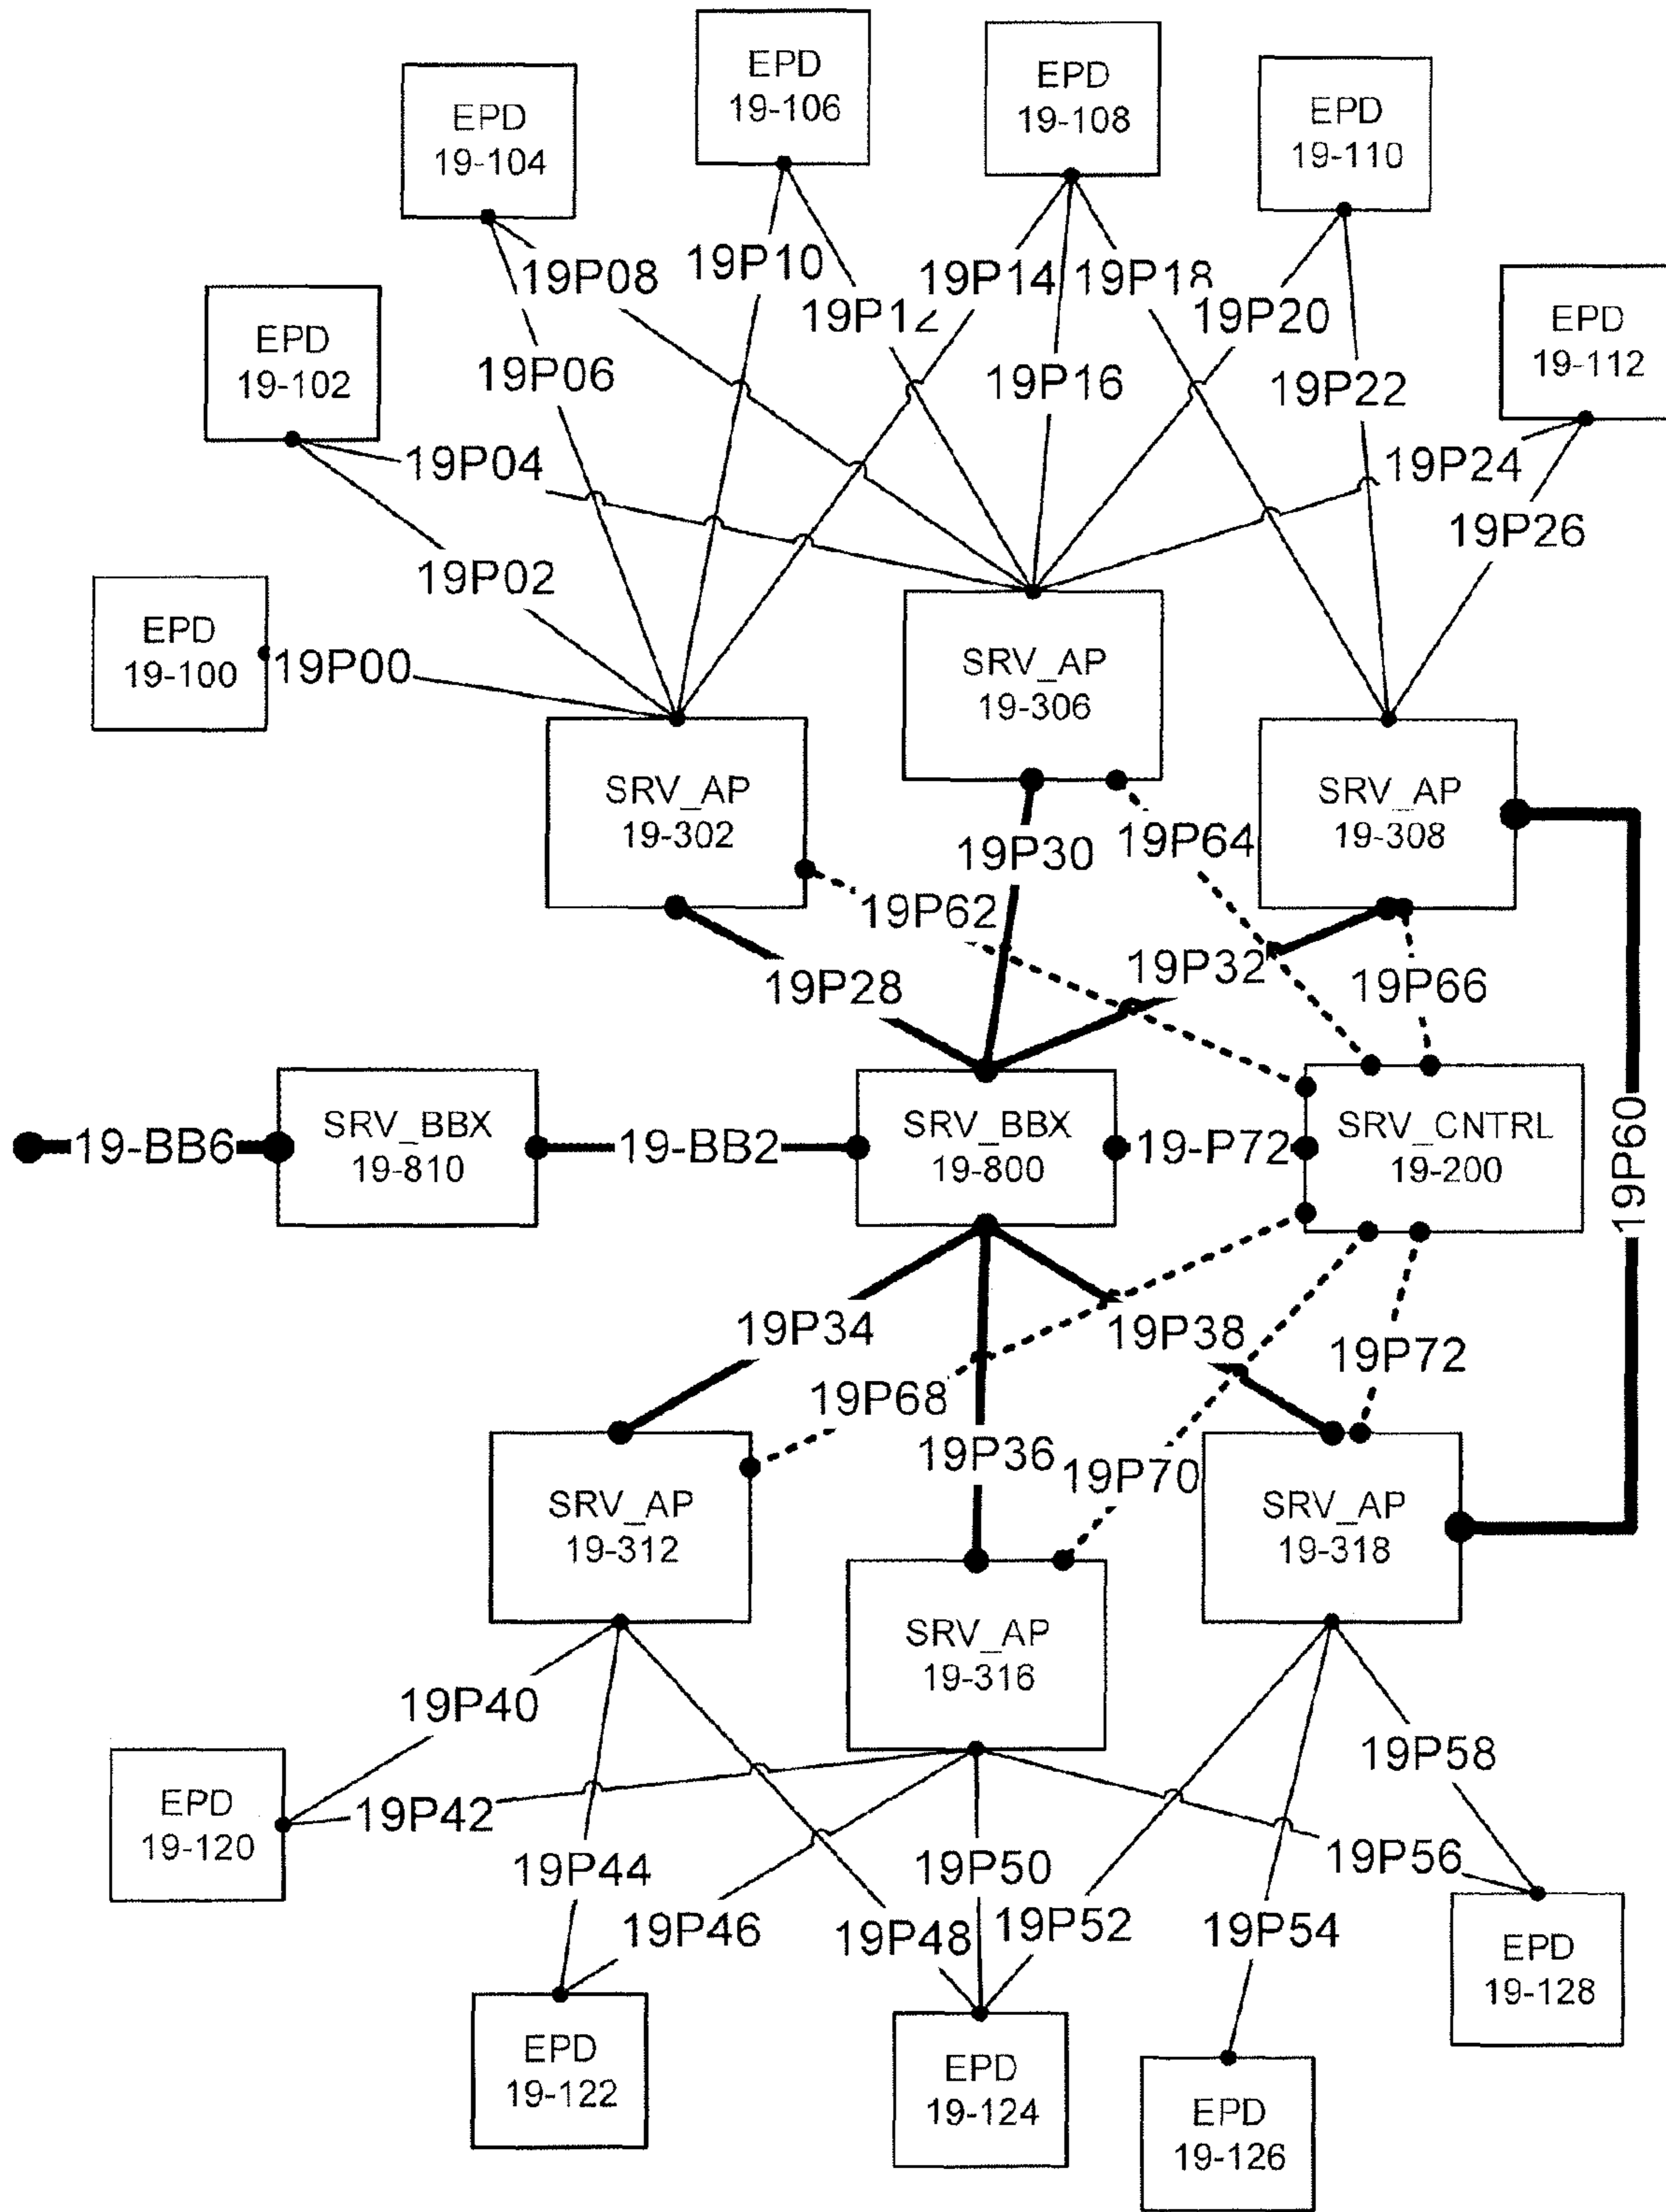 EPD
19-106
EPD
19-108
EPD
19-104
EPD
19-110
19P08
19P10
19P14
19P18
19P12
19P20
EPD
19-102
EPD
19-112
19P06
19P16
19P22
19P04
19P24
19P02
19P26
EPD
19-100
19P00
SRV_AP
19-306
SRV_AP
19-302
SRV_AP
19-308
19P30
19P64
19P62
19P28
19P32
19P66
19-BB6
SRV_BBX
19-810
19-BB2
SRV_BBX
19-800
19-P72
SRV_CNTRL
19-200
19P60
19P34
19P38
19P72
19P68
19P36
19P70
SRV_AP
19-312
SRV_AP
19-318
SRV_AP
19-316
19P40
19P58
EPD
19-120
19P42
19P44
19P50
19P56
19P46
19P48
19P52
19P54
EPD
19-128
EPD
19-122
EPD
19-124
EPD
19-126